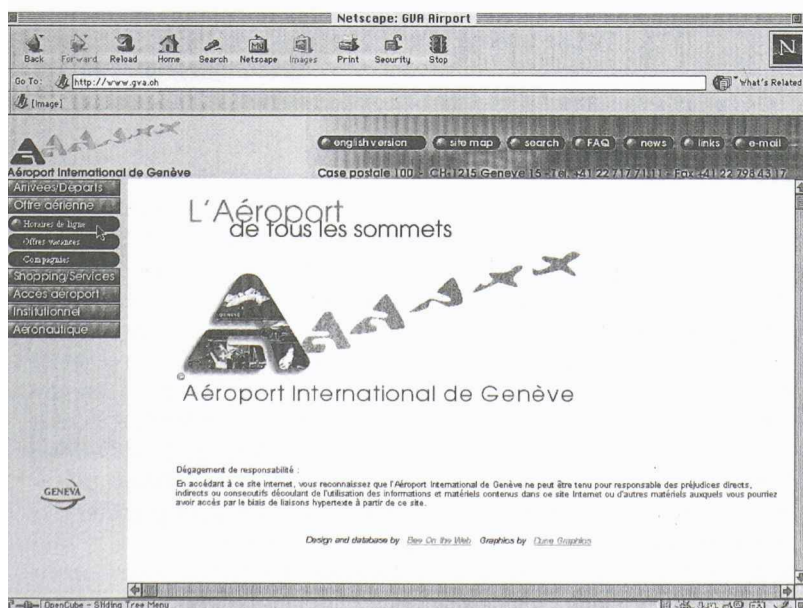 Netscape: GVA Airport
Back Forward Reload Home Search Netscape Images Print Security Stop
N
Go To: http://www.gva.ch What's Related
[Image]
english version site map search FAQ news links e-mail
Aéroport International de Genève
Case postale 100 - CH-1215 Genève 15 - Tél. +41 22 717 71 11 - Fax +41 22 798 43 17
Arrivées/Départs
Offre aérienne
Horaires de ligne
Offres vacances
Compagnies
Shopping/Services
Accès aéroport
Institutionnel
Aéronautique
L'Aéroport
de tous les sommets
GENEVE
©
Aéroport International de Genève
GENEVA
Dégagement de responsabilité :
En accédant à ce site internet, vous reconnaissez que l'Aéroport International de Genève ne peut être tenu pour responsable des préjudices directs,
indirects ou consecutifs découlant de l'utilisation des informations et matériels contenus dans ce site Internet ou d'autres matériels auxquels vous pourriez
avoir accès par le biais de liaisons hypertexte à partir de ce site.
Design and database by Bee On the Web Graphics by Dune Graphics
OpenCube - Sliding Tree Menu